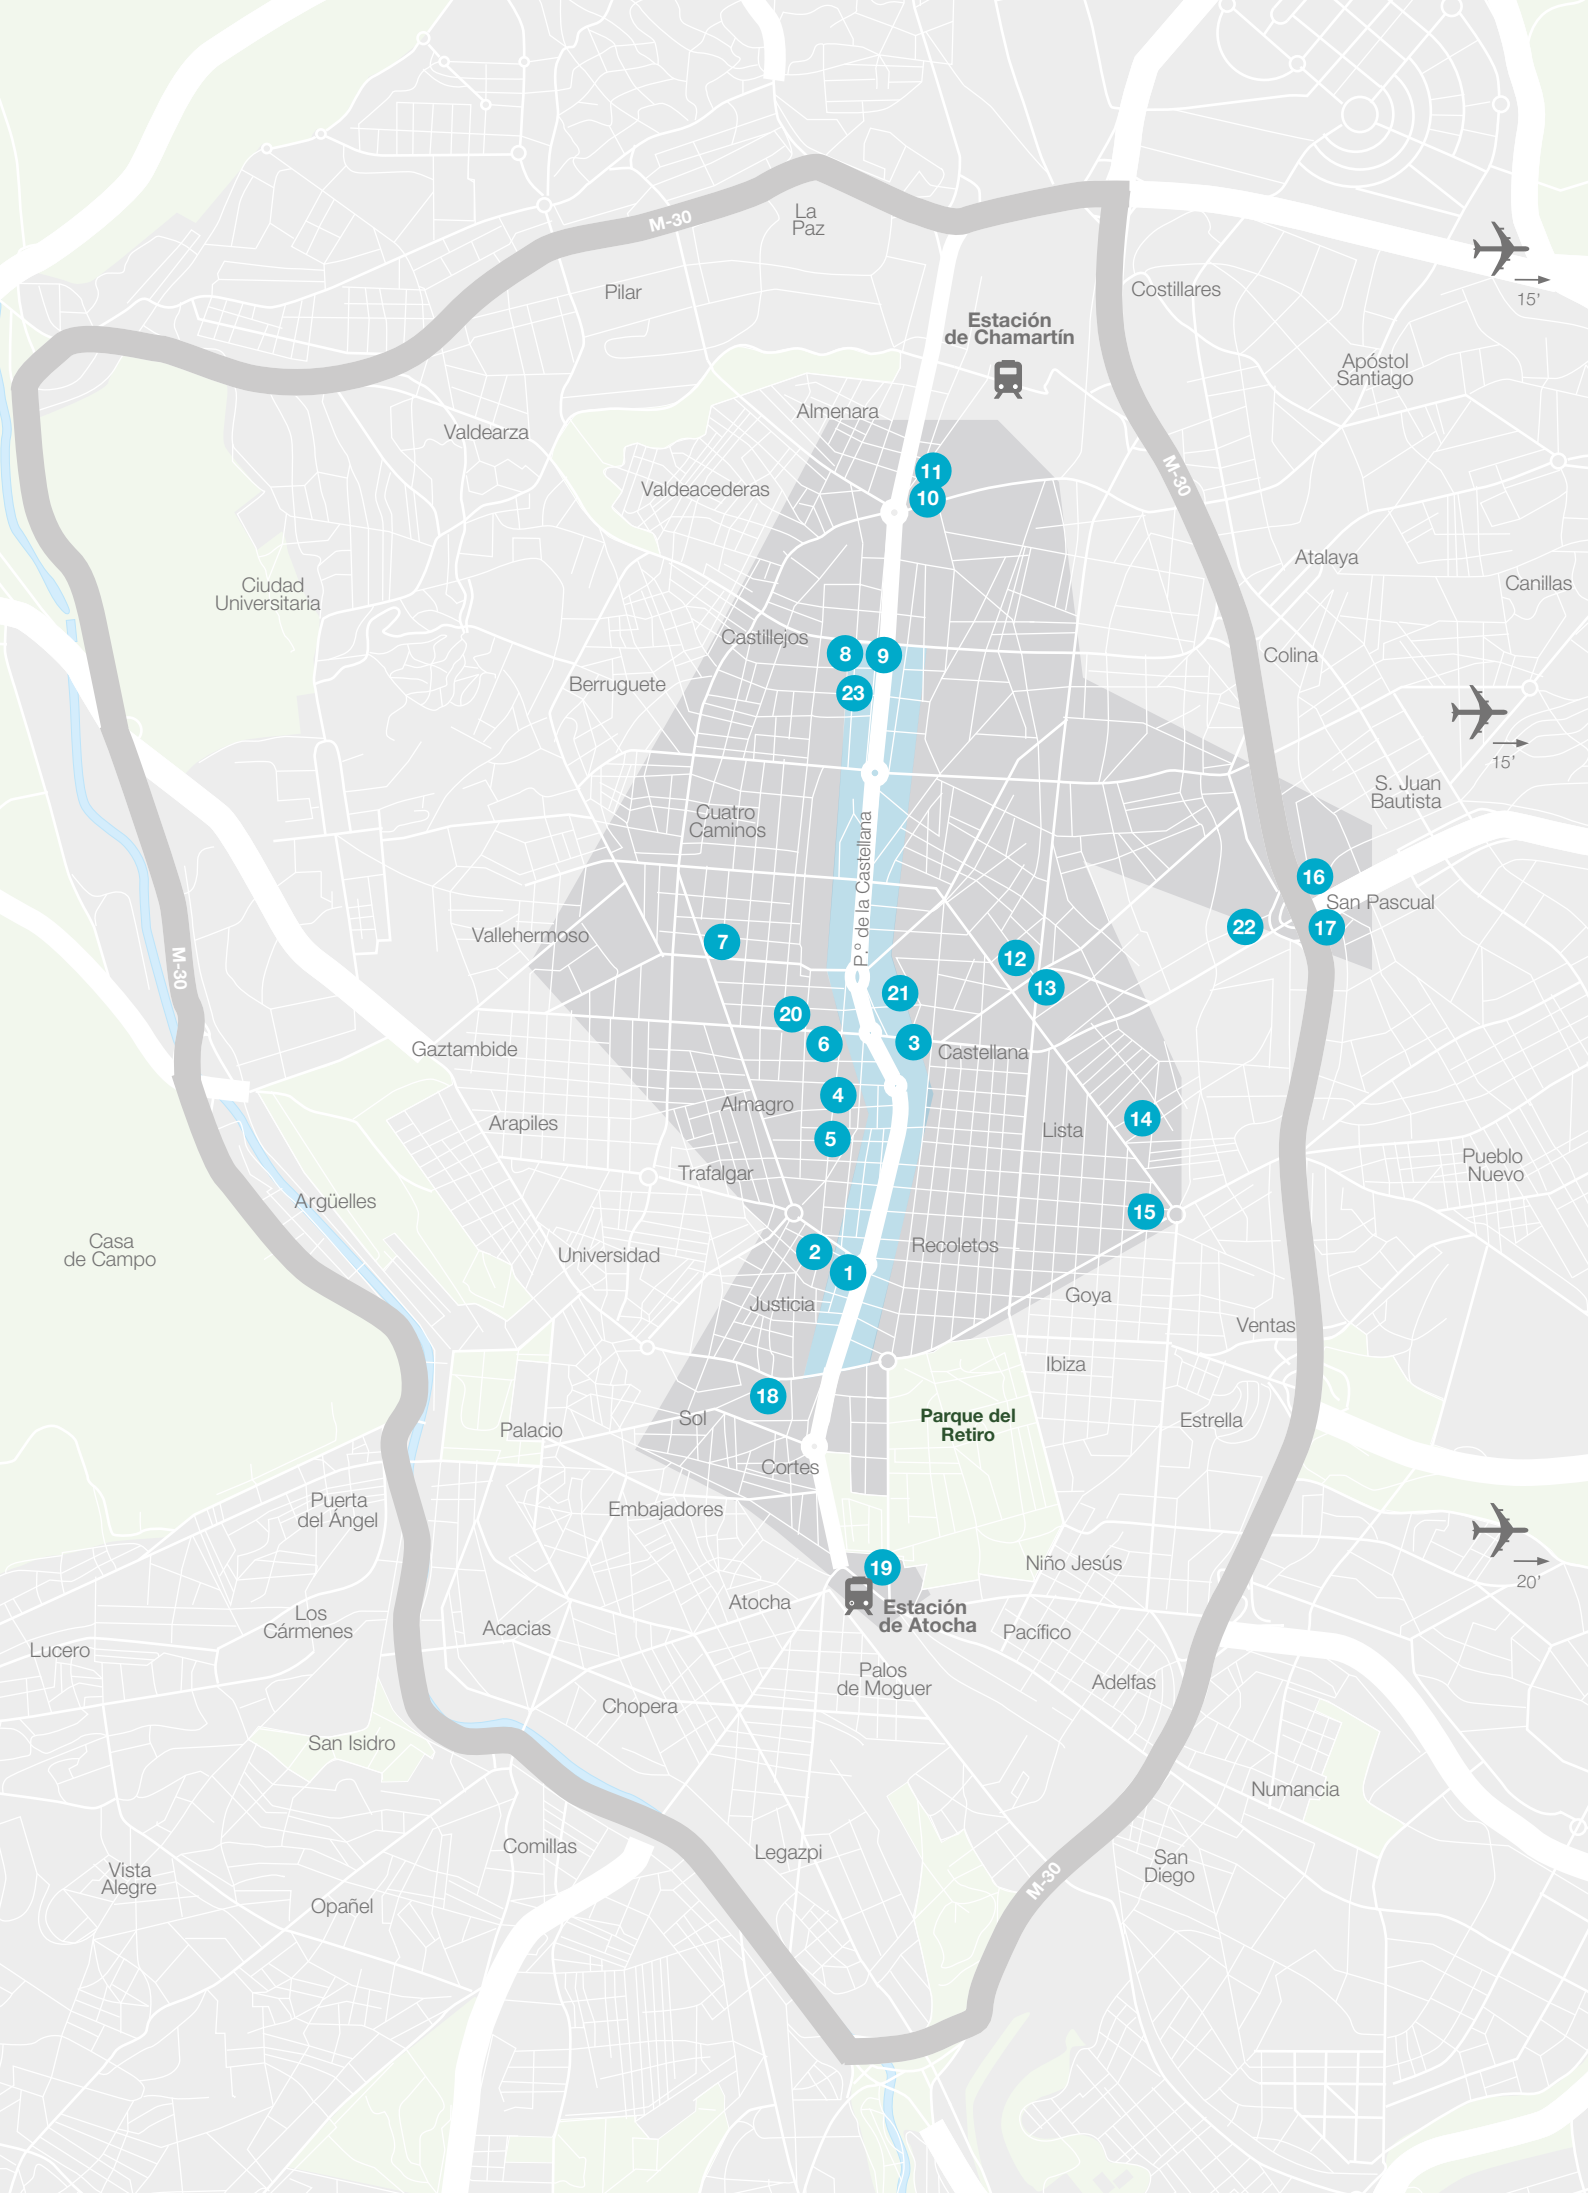 M-30
La
Paz
Pilar
Costillares
15’
Estación
de Chamartín
Apóstol
Santiago
Almenara
Valdearza
11
M-30
Valdeacederas
10
Atalaya
Ciudad
Universitaria
Canillas
Castillejos
8
9
Colina
Berruguete
23
15’
S. Juan
Bautista
Cuatro
Caminos
P.º de la Castellana
16
San Pascual
Vallehermoso
7
22
17
M-30
12
13
21
20
6
3
Gaztambide
Castellana
4
Almagro
Arapiles
14
Lista
5
Trafalgar
Pueblo
Nuevo
Argüelles
15
Casa
de Campo
Universidad
2
1
Recoletos
Justicia
Goya
Ventas
Ibiza
18
Sol
Palacio
Parque del
Retiro
Estrella
Cortes
Puerta
del Ángel
Embajadores
19
Niño Jesús
20’
Atocha
Estación
de Atocha
Los
Cármenes
Acacias
Pacífico
Lucero
Palos
de Moguer
Adelfas
Chopera
San Isidro
Numancia
Comillas
Legazpi
San
Diego
Vista
Alegre
M-30
Opañel